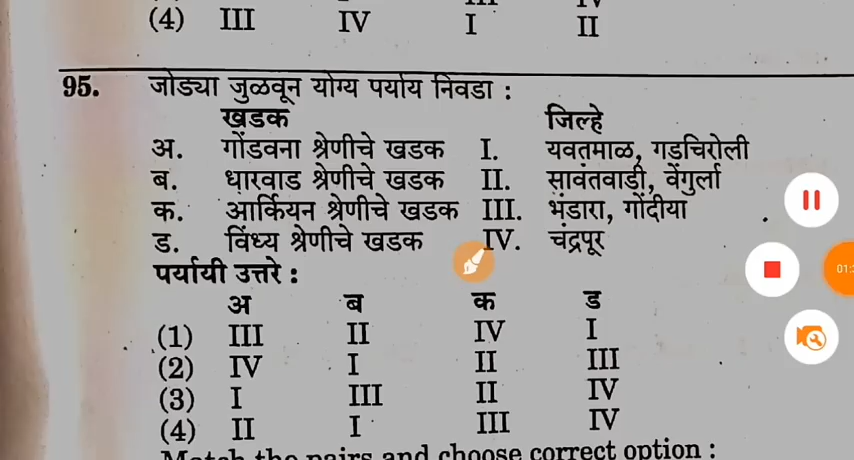 (4) III IV I II
95. जोड्या जुळवून योग्य पर्याय निवडा :
खडक जिल्हे
अ. गोंडवना श्रेणीचे खडक I. यवतमाळ, गडचिरोली
ब. धारवाड श्रेणीचे खडक II. सावंतवाडी, वेंगुर्ला
क. आर्कियन श्रेणीचे खडक III. भंडारा, गोंदीया
ड. विंध्य श्रेणीचे खडक IV. चंद्रपूर
पर्यायी उत्तरे :
अ ब क ड
(1) III II IV I
(2) IV I II III
(3) I III II IV
(4) II I III IV
Match the pairs and choose correct option :